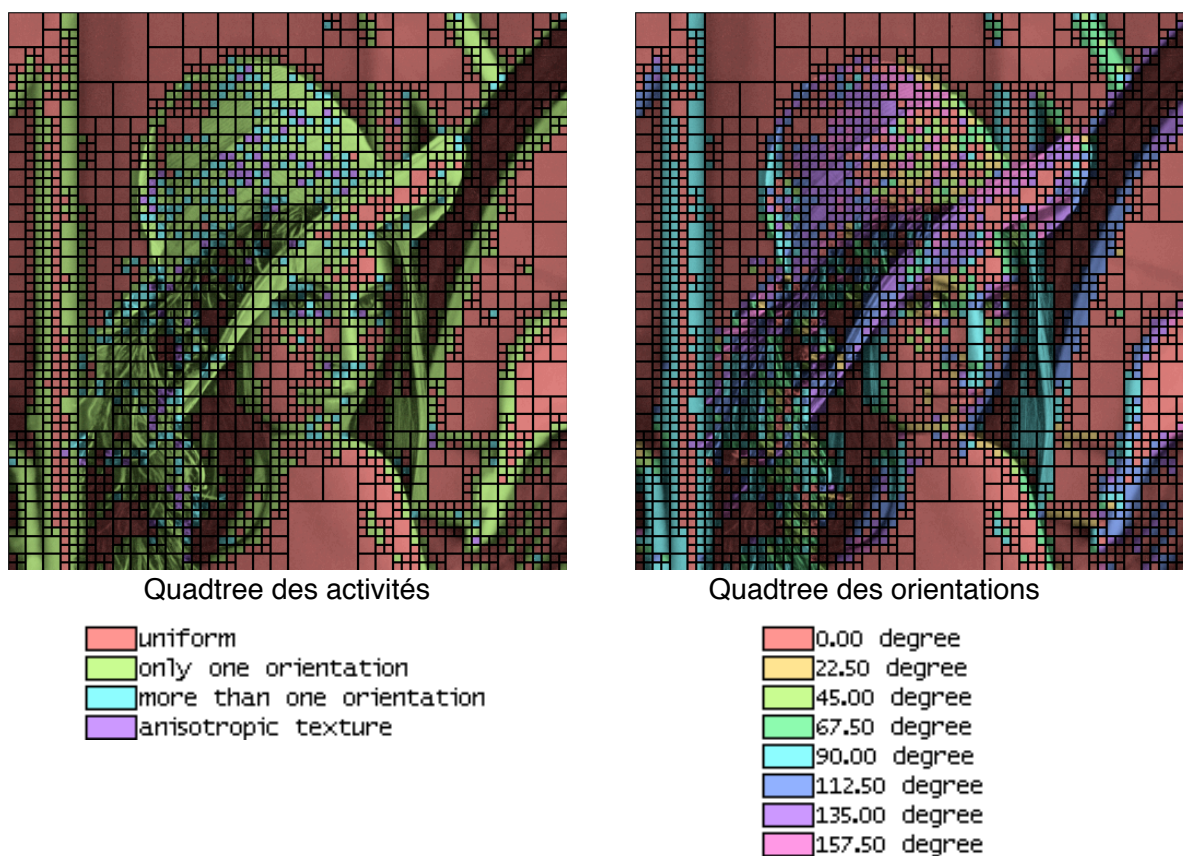 Quadtree des activités
uniform
only one orientation
more than one orientation
anisotropic texture
Quadtree des orientations
0.00 degree
22.50 degree
45.00 degree
67.50 degree
90.00 degree
112.50 degree
135.00 degree
157.50 degree